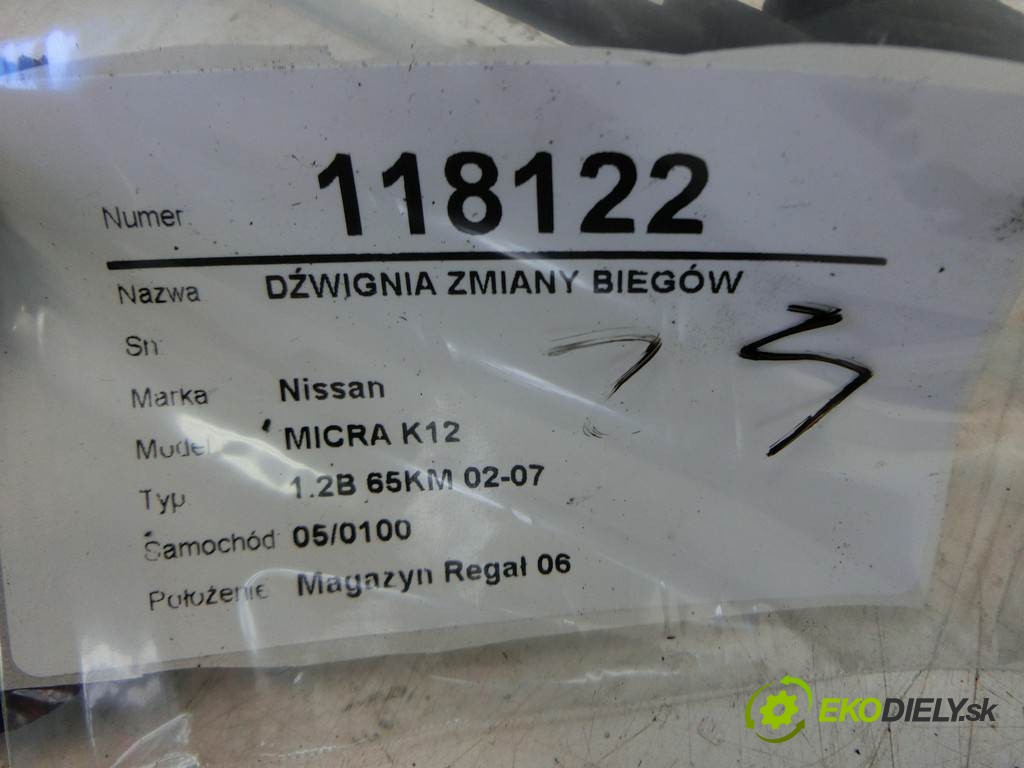 Numer 118122
Nazwa DŹWIGNIA ZMIANY BIEGÓW
Sn
Marka Nissan
Model MICRA K12
Typ 1.2B 65KM 02-07
Samochód 05/0100
Położenie Magazyn Regał 06
EKODIELY.sk